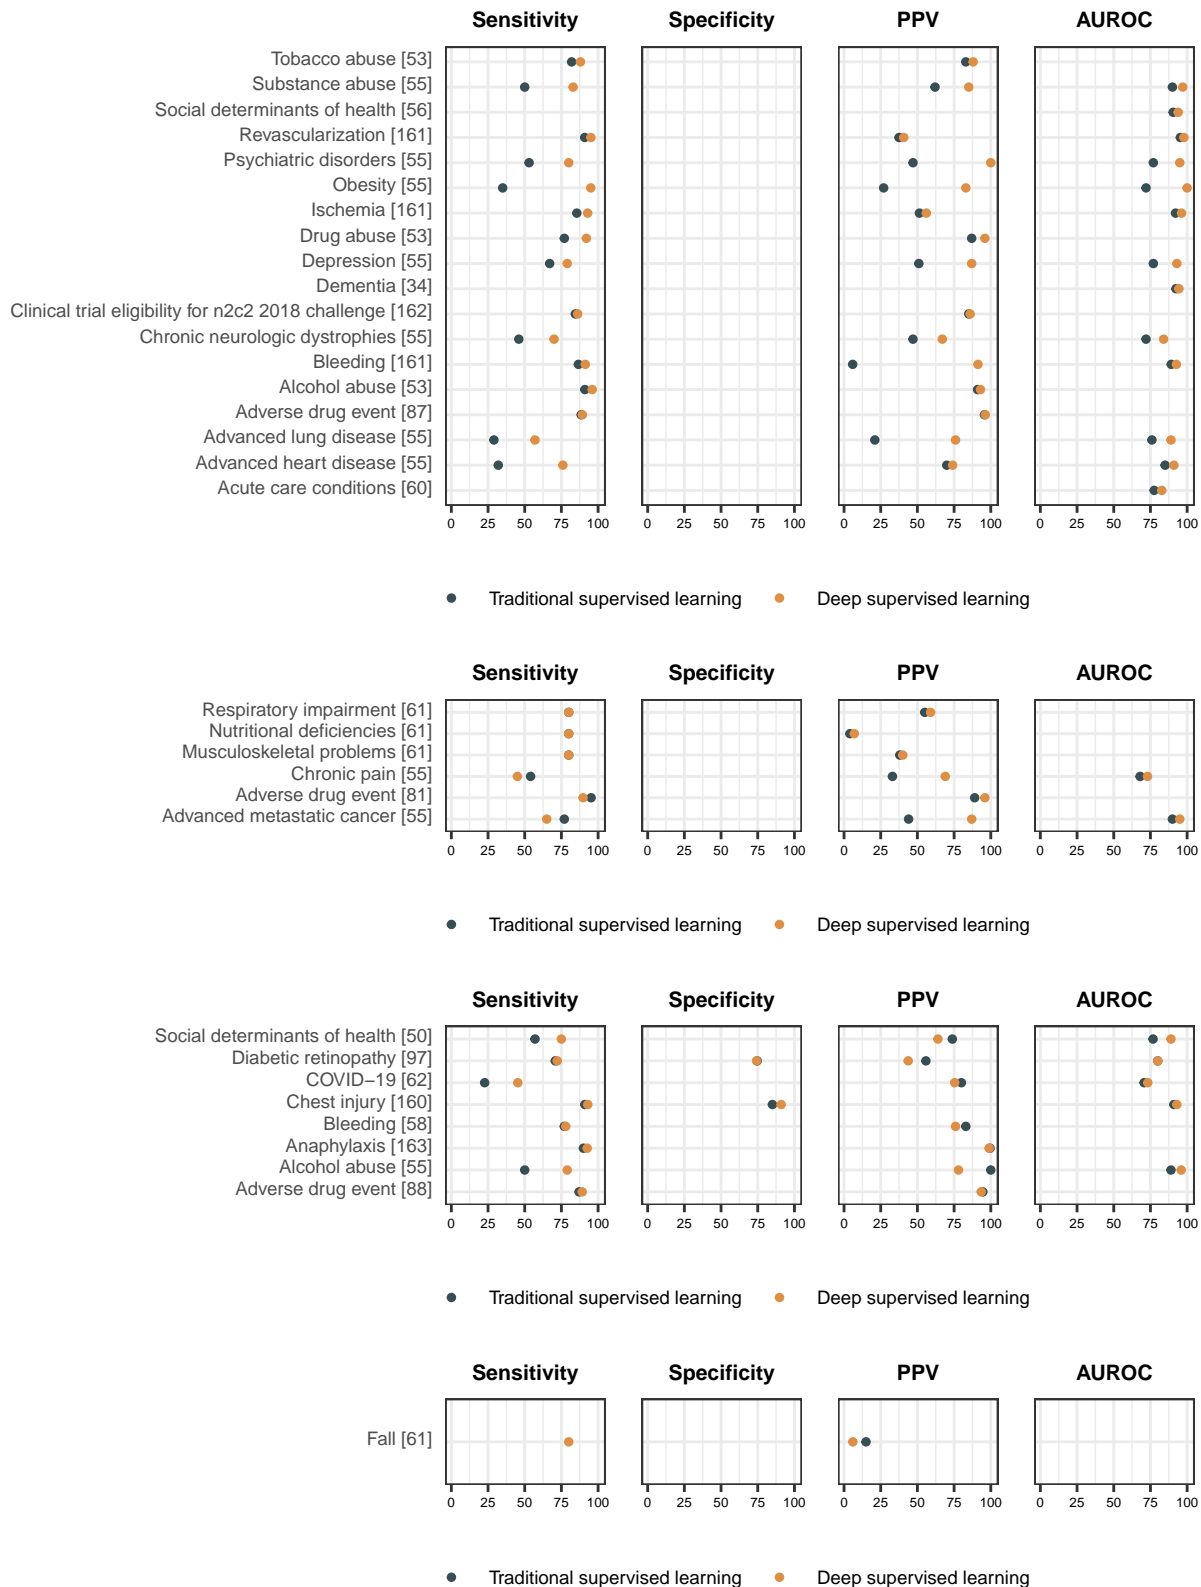 Sensitivity Specificity PPV AUROC
Tobacco abuse [53]
Substance abuse [55]
Social determinants of health [56]
Revascularization [161]
Psychiatric disorders [55]
Obesity [55]
Ischemia [161]
Drug abuse [53]
Depression [55]
Dementia [34]
Clinical trial eligibility for n2c2 2018 challenge [162]
Chronic neurologic dystrophies [55]
Bleeding [161]
Alcohol abuse [53]
Adverse drug event [87]
Advanced lung disease [55]
Advanced heart disease [55]
Acute care conditions [60]
0 25 50 75 100 0 25 50 75 100 0 25 50 75 100 0 25 50 75 100
Traditional supervised learning Deep supervised learning
Sensitivity Specificity PPV AUROC
Respiratory impairment [61]
Nutritional deficiencies [61]
Musculoskeletal problems [61]
Chronic pain [55]
Adverse drug event [81]
Advanced metastatic cancer [55]
0 25 50 75 100 0 25 50 75 100 0 25 50 75 100 0 25 50 75 100
Traditional supervised learning Deep supervised learning
Sensitivity Specificity PPV AUROC
Social determinants of health [50]
Diabetic retinopathy [97]
COVID−19 [62]
Chest injury [160]
Bleeding [58]
Anaphylaxis [163]
Alcohol abuse [55]
Adverse drug event [88]
0 25 50 75 100 0 25 50 75 100 0 25 50 75 100 0 25 50 75 100
Traditional supervised learning Deep supervised learning
Sensitivity Specificity PPV AUROC
Fall [61]
0 25 50 75 100 0 25 50 75 100 0 25 50 75 100 0 25 50 75 100
Traditional supervised learning Deep supervised learning